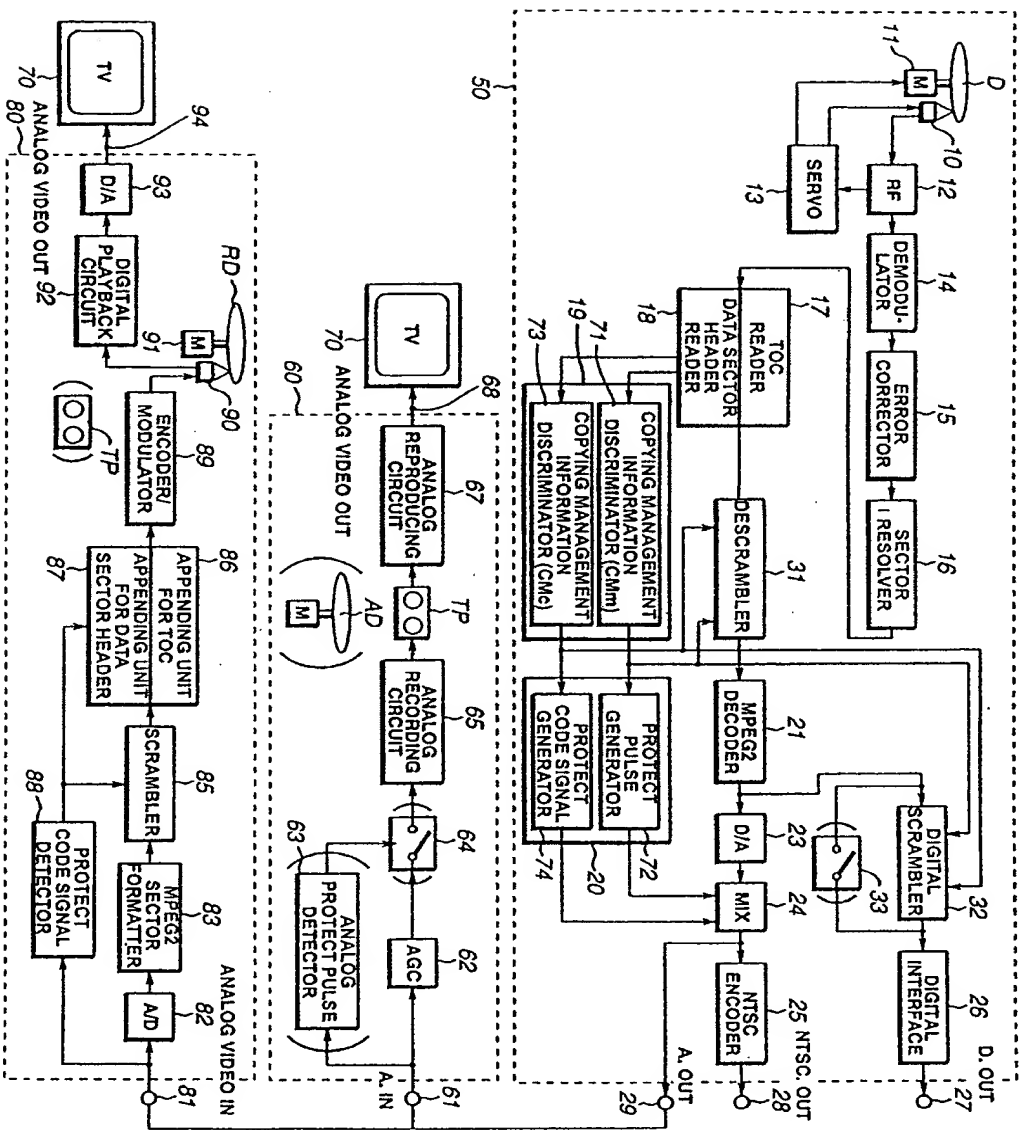 50
D
11
M
10
SERVO
13
RF
12
DEMODU-
LATOR
14
ERROR
CORRECTOR
15
SECTOR
I RESOLVER
16
17
TOC
READER
DATA SECTOR
HEADER
READER
18
DESCRAMBLER
31
MPEG2
DECODER
21
D/A
23
MIX
24
NTSC
ENCODER
25
NTSC. OUT
28
DIGITAL
SCRAMBLER
32
33
DIGITAL
INTERFACE
26
D. OUT
27
19
71
COPYING MANAGEMENT
INFORMATION
DISCRIMINATOR (CMm)
73
COPYING MANAGEMENT
INFORMATION
DISCRIMINATOR (CMc)
PROTECT
PULSE
GENERATOR
72
PROTECT
CODE SIGNAL
GENERATOR
74
20
A. OUT
29
70
TV
68
ANALOG VIDEO OUT
60
ANALOG
REPRODUCING
CIRCUIT
67
TP
AD
M
ANALOG
RECORDING
CIRCUIT
65
64
63
ANALOG
PROTECT PULSE
DETECTOR
AGC
62
A. IN
61
70
TV
94
ANALOG VIDEO OUT
80
D/A
93
DIGITAL
PLAYBACK
CIRCUIT
92
RD
M
91
90
TP
ENCODER/
MODULATOR
89
86
APPENDING UNIT
FOR TOC
APPENDING UNIT
FOR DATA
SECTOR HEADER
87
SCRAMBLER
85
MPEG2
SECTOR
FORMATTER
83
A/D
82
88
PROTECT
CODE SIGNAL
DETECTOR
ANALOG VIDEO IN
81